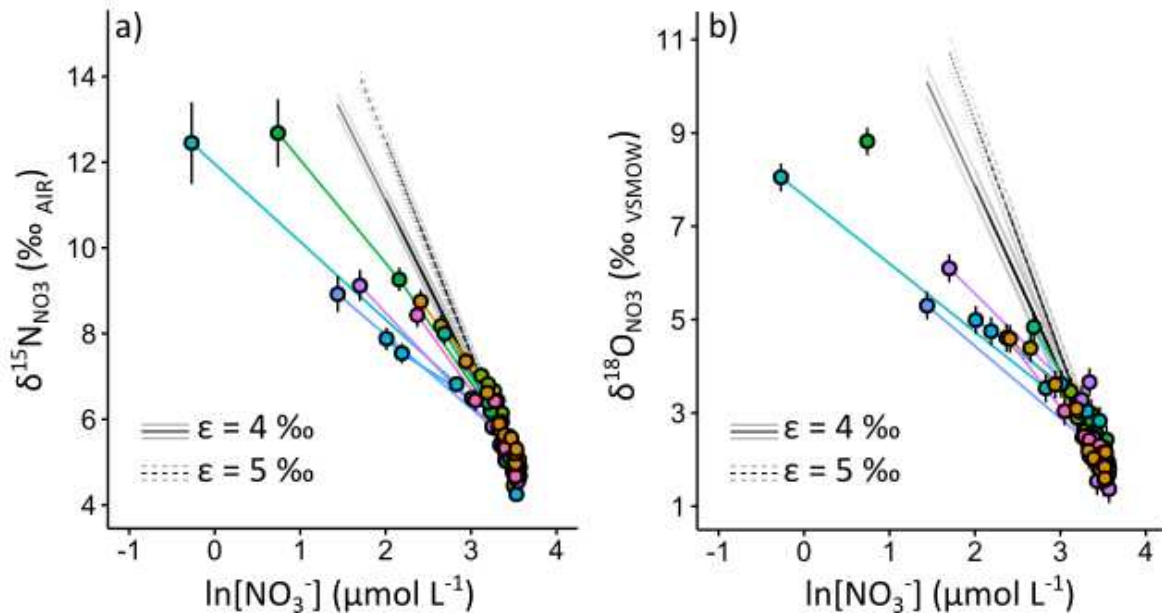 a)
14
12
10
8
6
4
δ¹⁵N_NO3 (‰ AIR)
ε = 4 ‰
ε = 5 ‰
-1 0 1 2 3 4
ln[NO₃⁻] (μmol L⁻¹)
b)
11
9
7
5
3
1
δ¹⁸O_NO3 (‰ VSMOW)
ε = 4 ‰
ε = 5 ‰
-1 0 1 2 3 4
ln[NO₃⁻] (μmol L⁻¹)